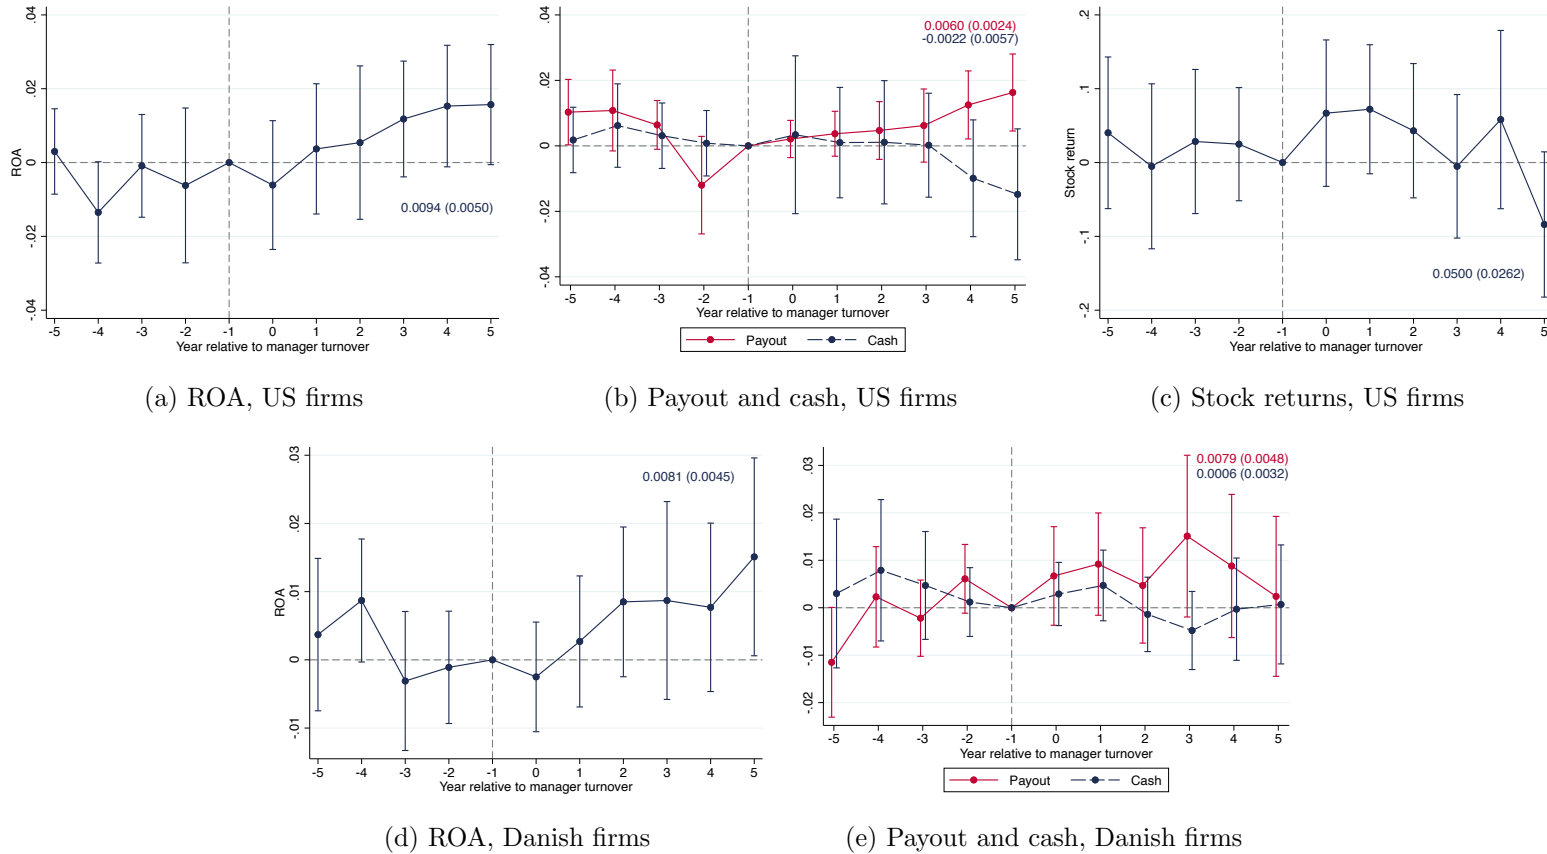 .04
.02
0
-.02
-.04
ROA
0.0094 (0.0050)
-5 -4 -3 -2 -1 0 1 2 3 4 5
Year relative to manager turnover
(a) ROA, US firms
.04
.02
0
-.02
-.04
0.0060 (0.0024)
-0.0022 (0.0057)
-5 -4 -3 -2 -1 0 1 2 3 4 5
Year relative to manager turnover
Payout Cash
(b) Payout and cash, US firms
.2
.1
0
-.1
-.2
Stock return
0.0500 (0.0262)
-5 -4 -3 -2 -1 0 1 2 3 4 5
Year relative to manager turnover
(c) Stock returns, US firms
.03
.02
.01
0
-.01
ROA
0.0081 (0.0045)
-5 -4 -3 -2 -1 0 1 2 3 4 5
Year relative to manager turnover
(d) ROA, Danish firms
.03
.02
.01
0
-.01
-.02
0.0079 (0.0048)
0.0006 (0.0032)
-5 -4 -3 -2 -1 0 1 2 3 4 5
Year relative to manager turnover
Payout Cash
(e) Payout and cash, Danish firms